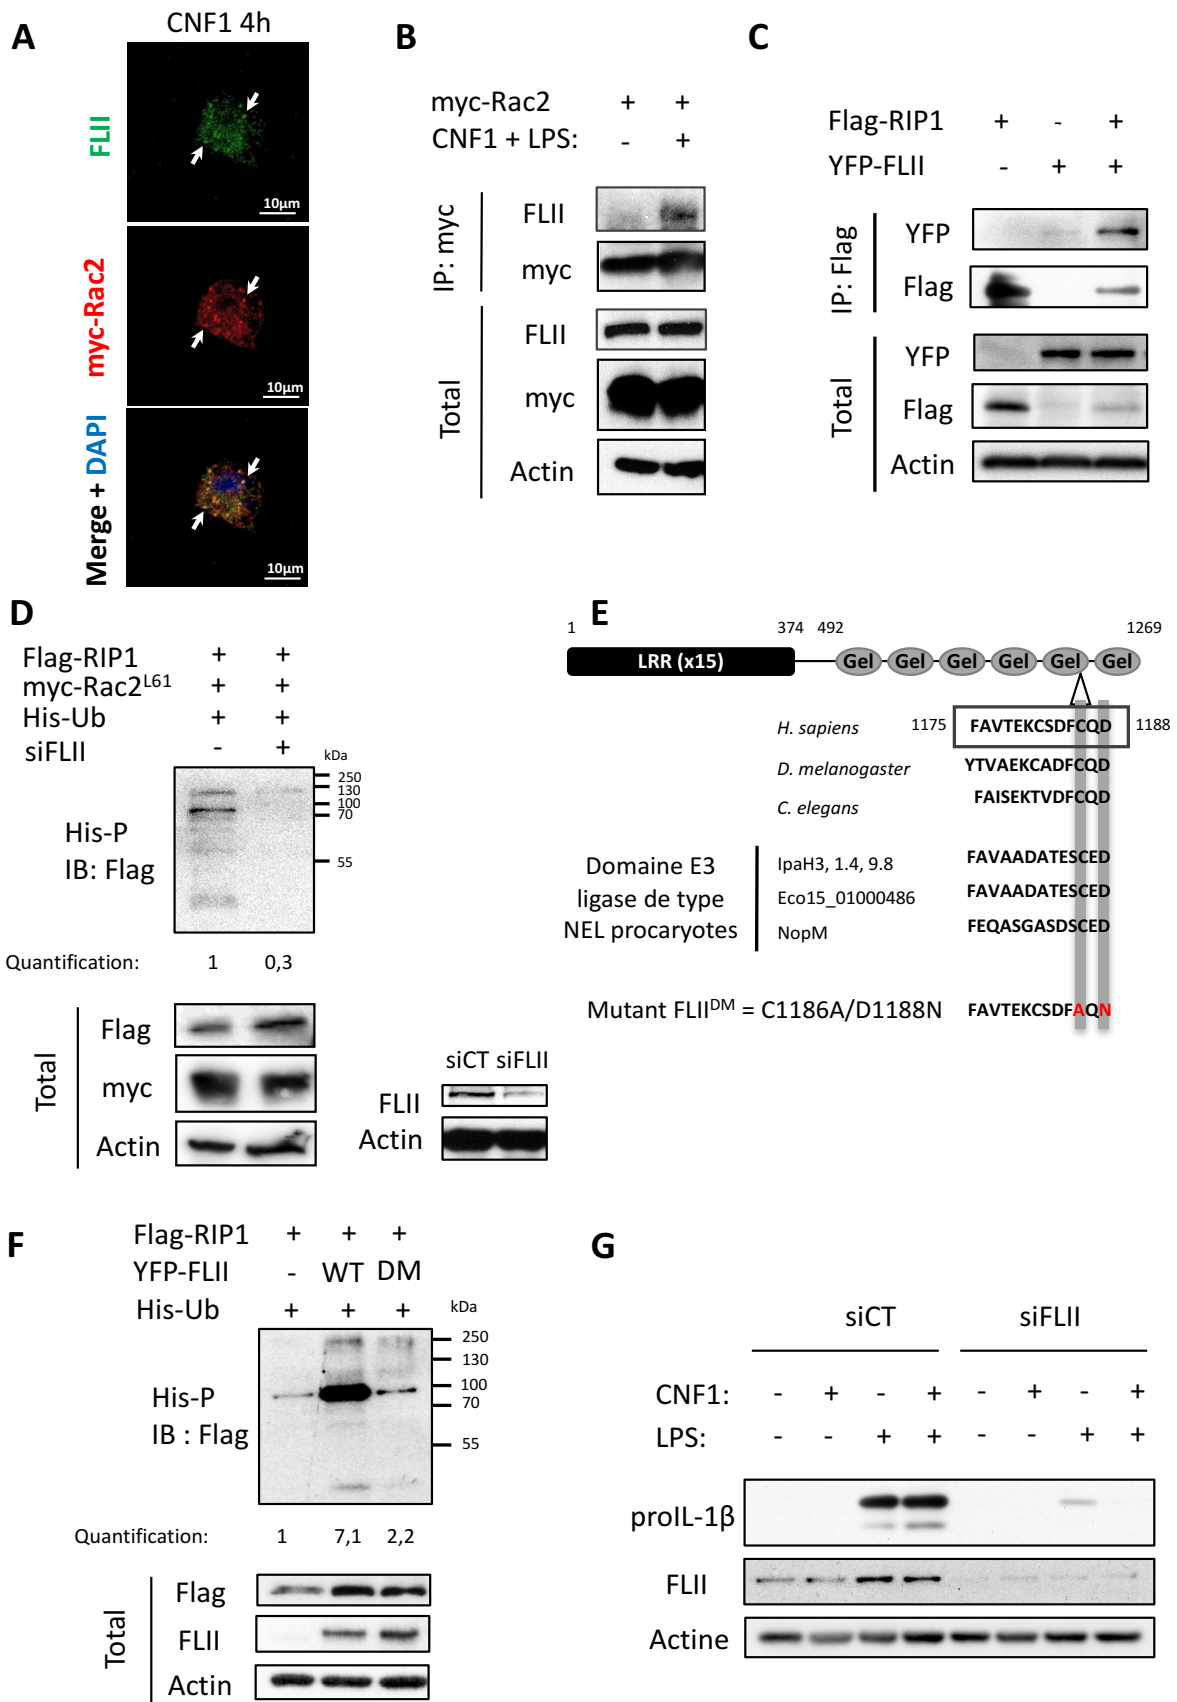 A
CNF1 4h
FLII
10μm
myc-Rac2
10μm
Merge + DAPI
10μm
B
myc-Rac2 + +
CNF1 + LPS: - +
IP: myc
FLII
myc
Total
FLII
myc
Actin
C
Flag-RIP1 + - +
YFP-FLII - + +
IP: Flag
YFP
Flag
Total
YFP
Flag
Actin
D
Flag-RIP1 + +
myc-Rac2L61 + +
His-Ub + +
siFLII - +
kDa
250
130
100
70
55
His-P
IB: Flag
Quantification: 1 0,3
Total
Flag
myc
Actin
siCT siFLII
FLII
Actin
E
1 374 492 1269
LRR (x15) Gel Gel Gel Gel Gel Gel
H. sapiens 1175 FAVTEKCSDFCQD 1188
D. melanogaster YTVAEKCADFCQD
C. elegans FAISEKTVDFCQD
Domaine E3
ligase de type
NEL procaryotes
IpaH3, 1.4, 9.8 FAVAADATESCED
Eco15_01000486 FAVAADATESCED
NopM FEQASGASDSCED
Mutant FLIIDM = C1186A/D1188N FAVTEKCSDFAQN
F
Flag-RIP1 + + +
YFP-FLII - WT DM
His-Ub + + +
kDa
250
130
100
70
55
His-P
IB : Flag
Quantification: 1 7,1 2,2
Total
Flag
FLII
Actin
G
siCT siFLII
CNF1: - + - + - + - +
LPS: - - + + - - + +
proIL-1β
FLII
Actine